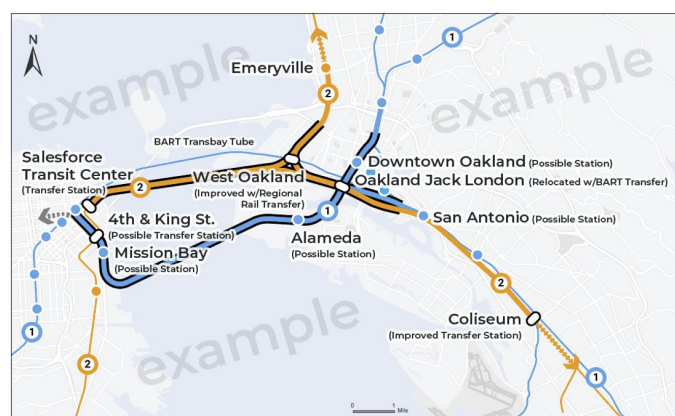 N
1
example
Emeryville
2
example
BART Transbay Tube
Salesforce
Transit Center
(Transfer Station)
2
West Oakland
(Improved w/Regional
Rail Transfer)
Downtown Oakland (Possible Station)
Oakland Jack London (Relocated w/BART Transfer)
4th & King St.
(Possible Transfer Station)
Mission Bay
(Possible Station)
1
Alameda
(Possible Station)
San Antonio (Possible Station)
2
Coliseum
(Improved Transfer Station)
example
1
2
1
0 1
Mile